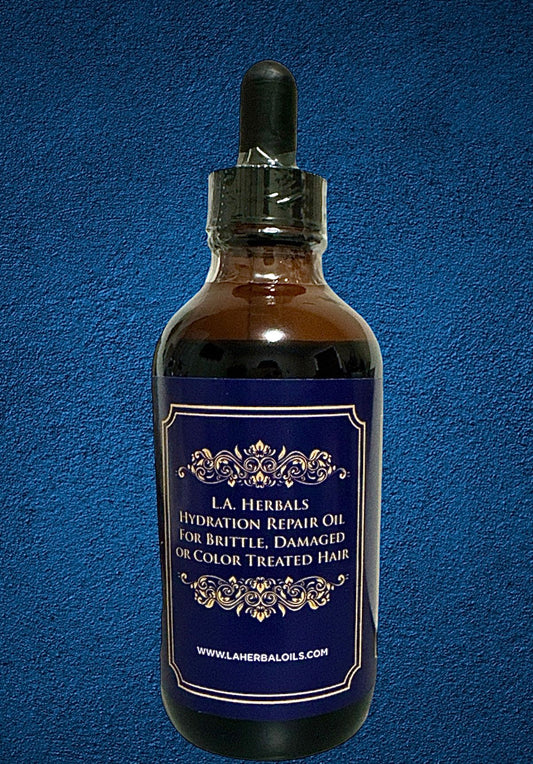 L.A. Herbals
Hydration Repair Oil
For Brittle, Damaged
or Color Treated Hair
WWW.LAHERBALOILS.COM